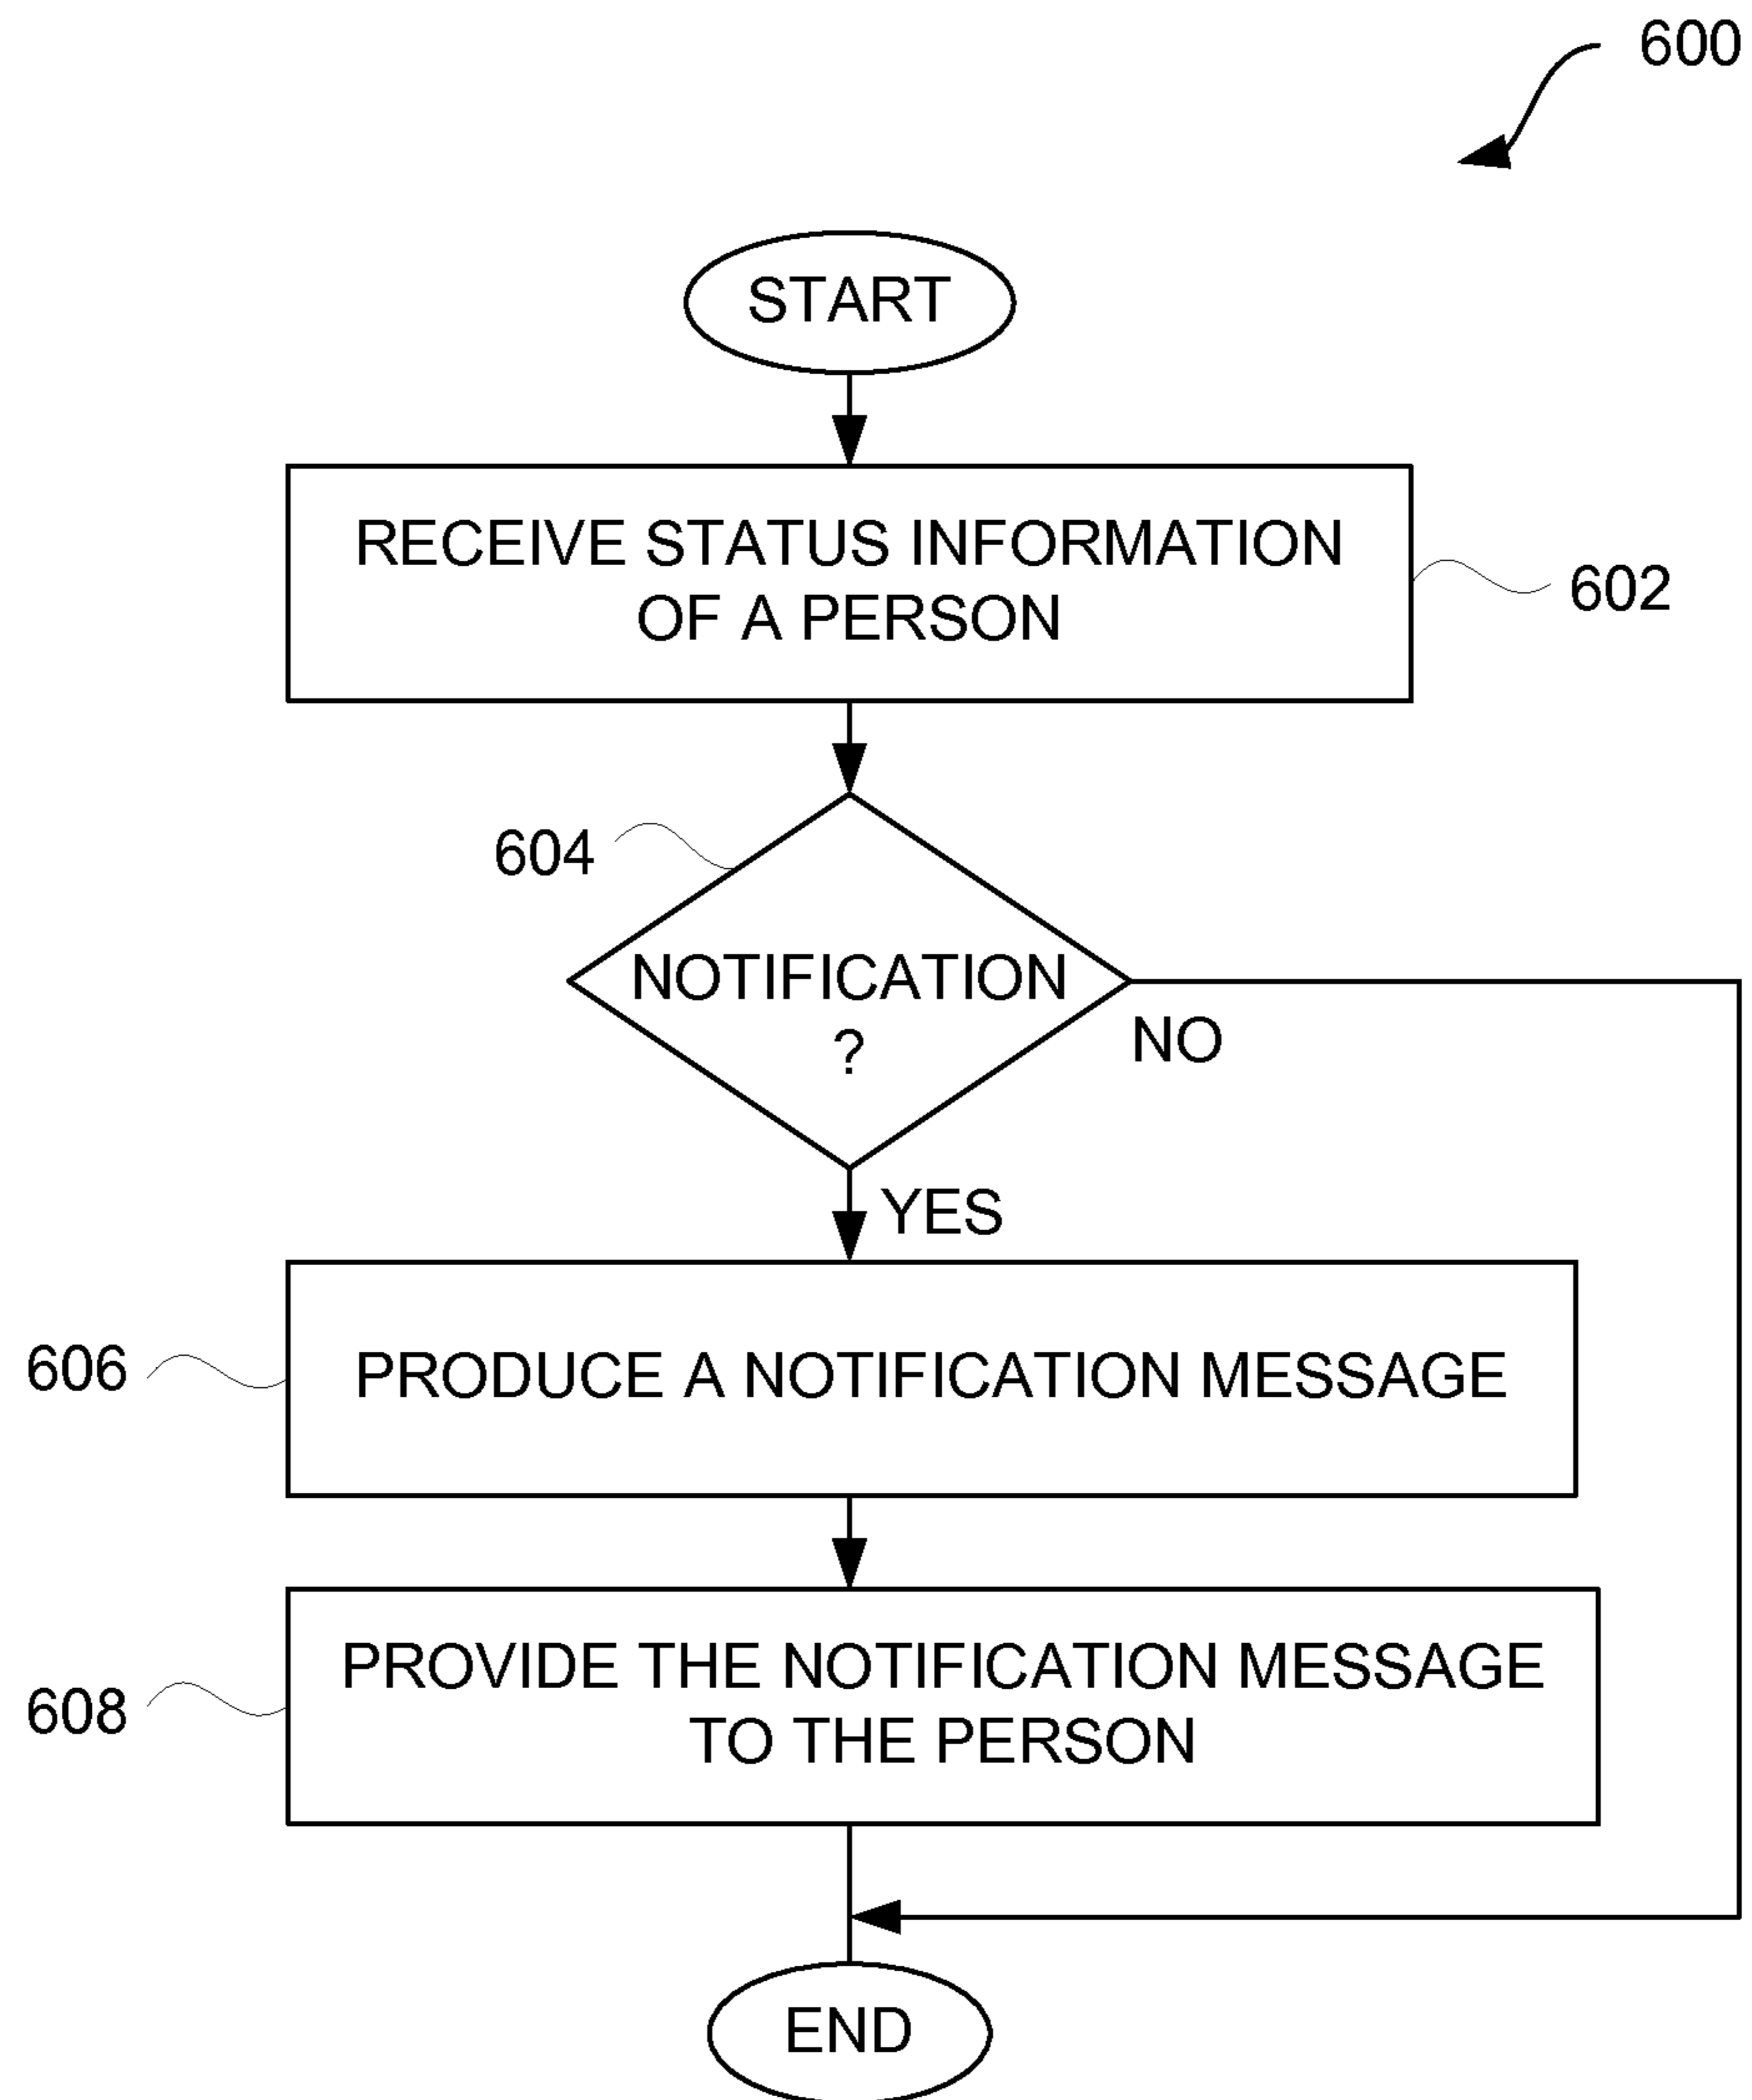 600
START
RECEIVE STATUS INFORMATION
OF A PERSON
602
604
NOTIFICATION
?
NO
YES
606
PRODUCE A NOTIFICATION MESSAGE
PROVIDE THE NOTIFICATION MESSAGE
TO THE PERSON
608
END